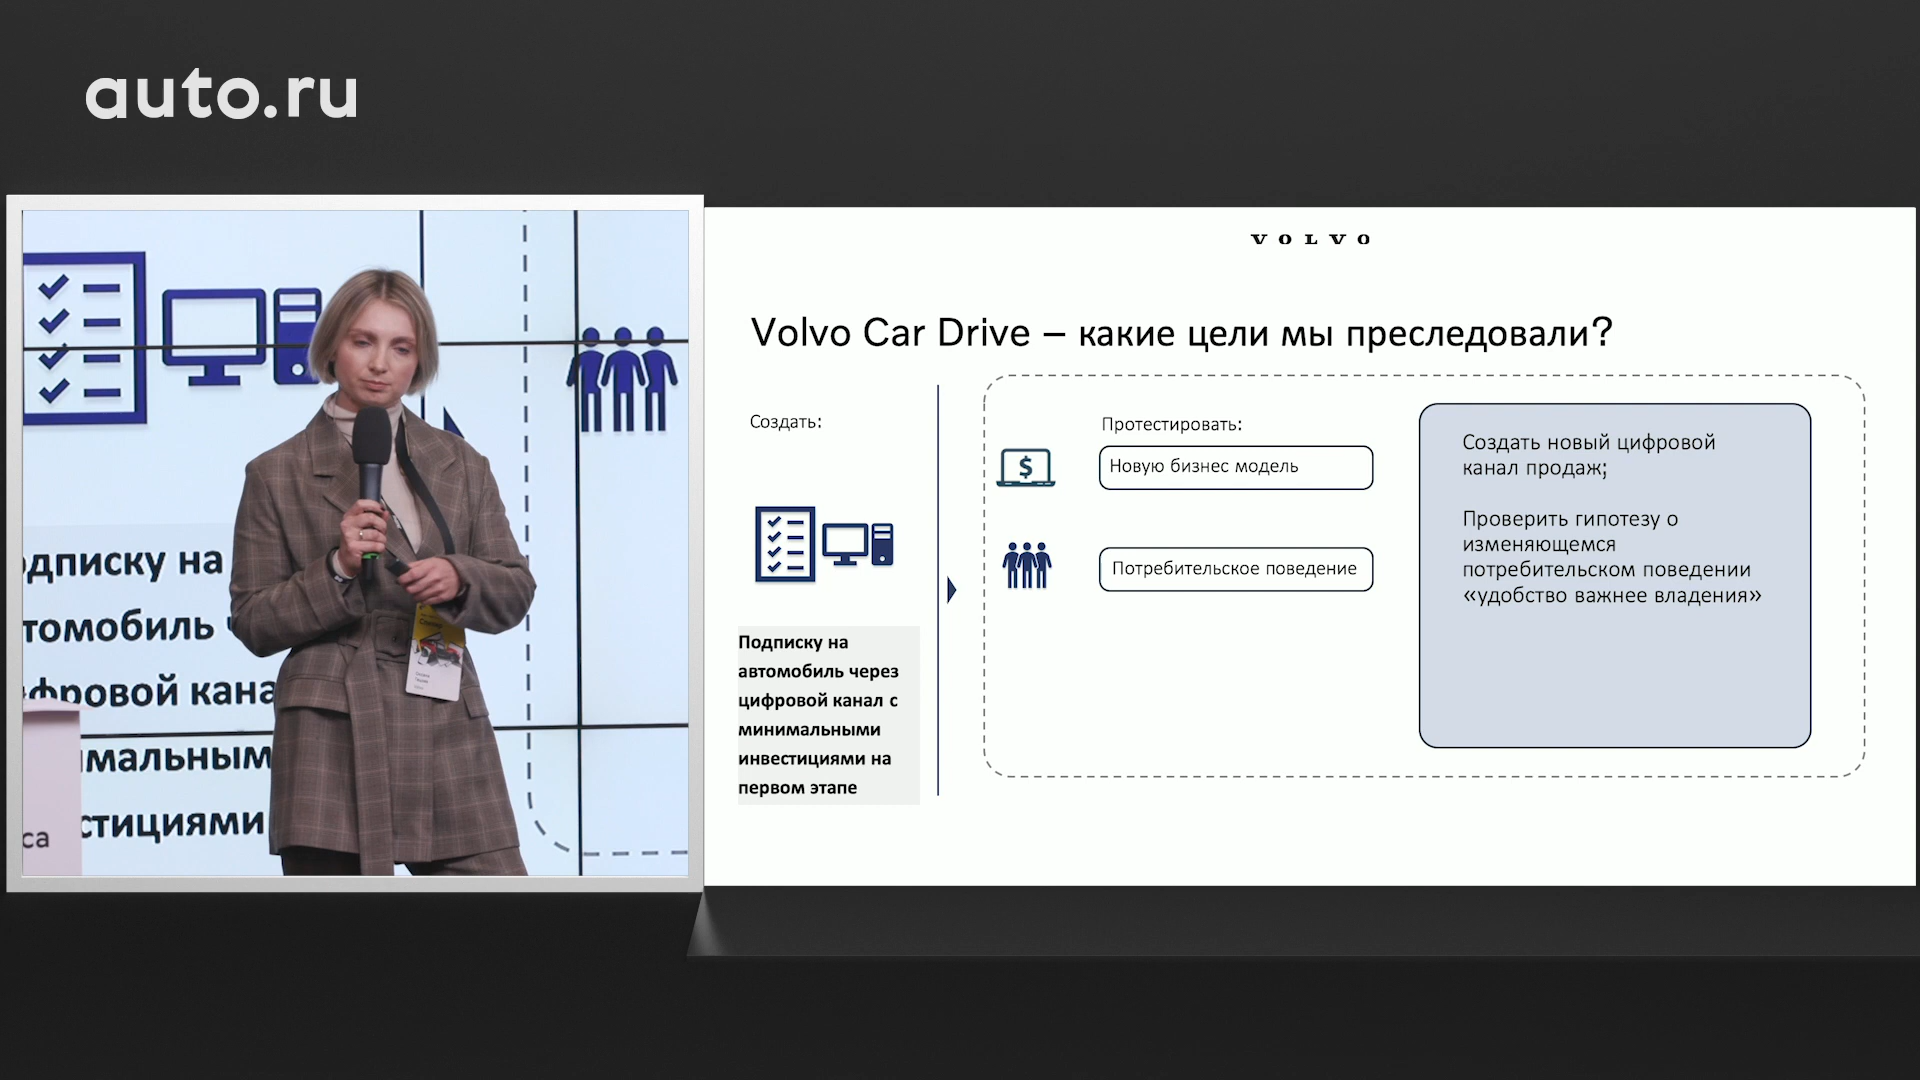 auto.ru
одписку на
томобиль ч
фровой кана
мальным
стициями
са
VOLVO
Volvo Car Drive – какие цели мы преследовали?
Создать:
Подписку на
автомобиль через
цифровой канал с
минимальными
инвестициями на
первом этапе
Протестировать:
$
Новую бизнес модель
Потребительское поведение
Создать новый цифровой
канал продаж;
Проверить гипотезу о
изменяющемся
потребительском поведении
«удобство важнее владения»